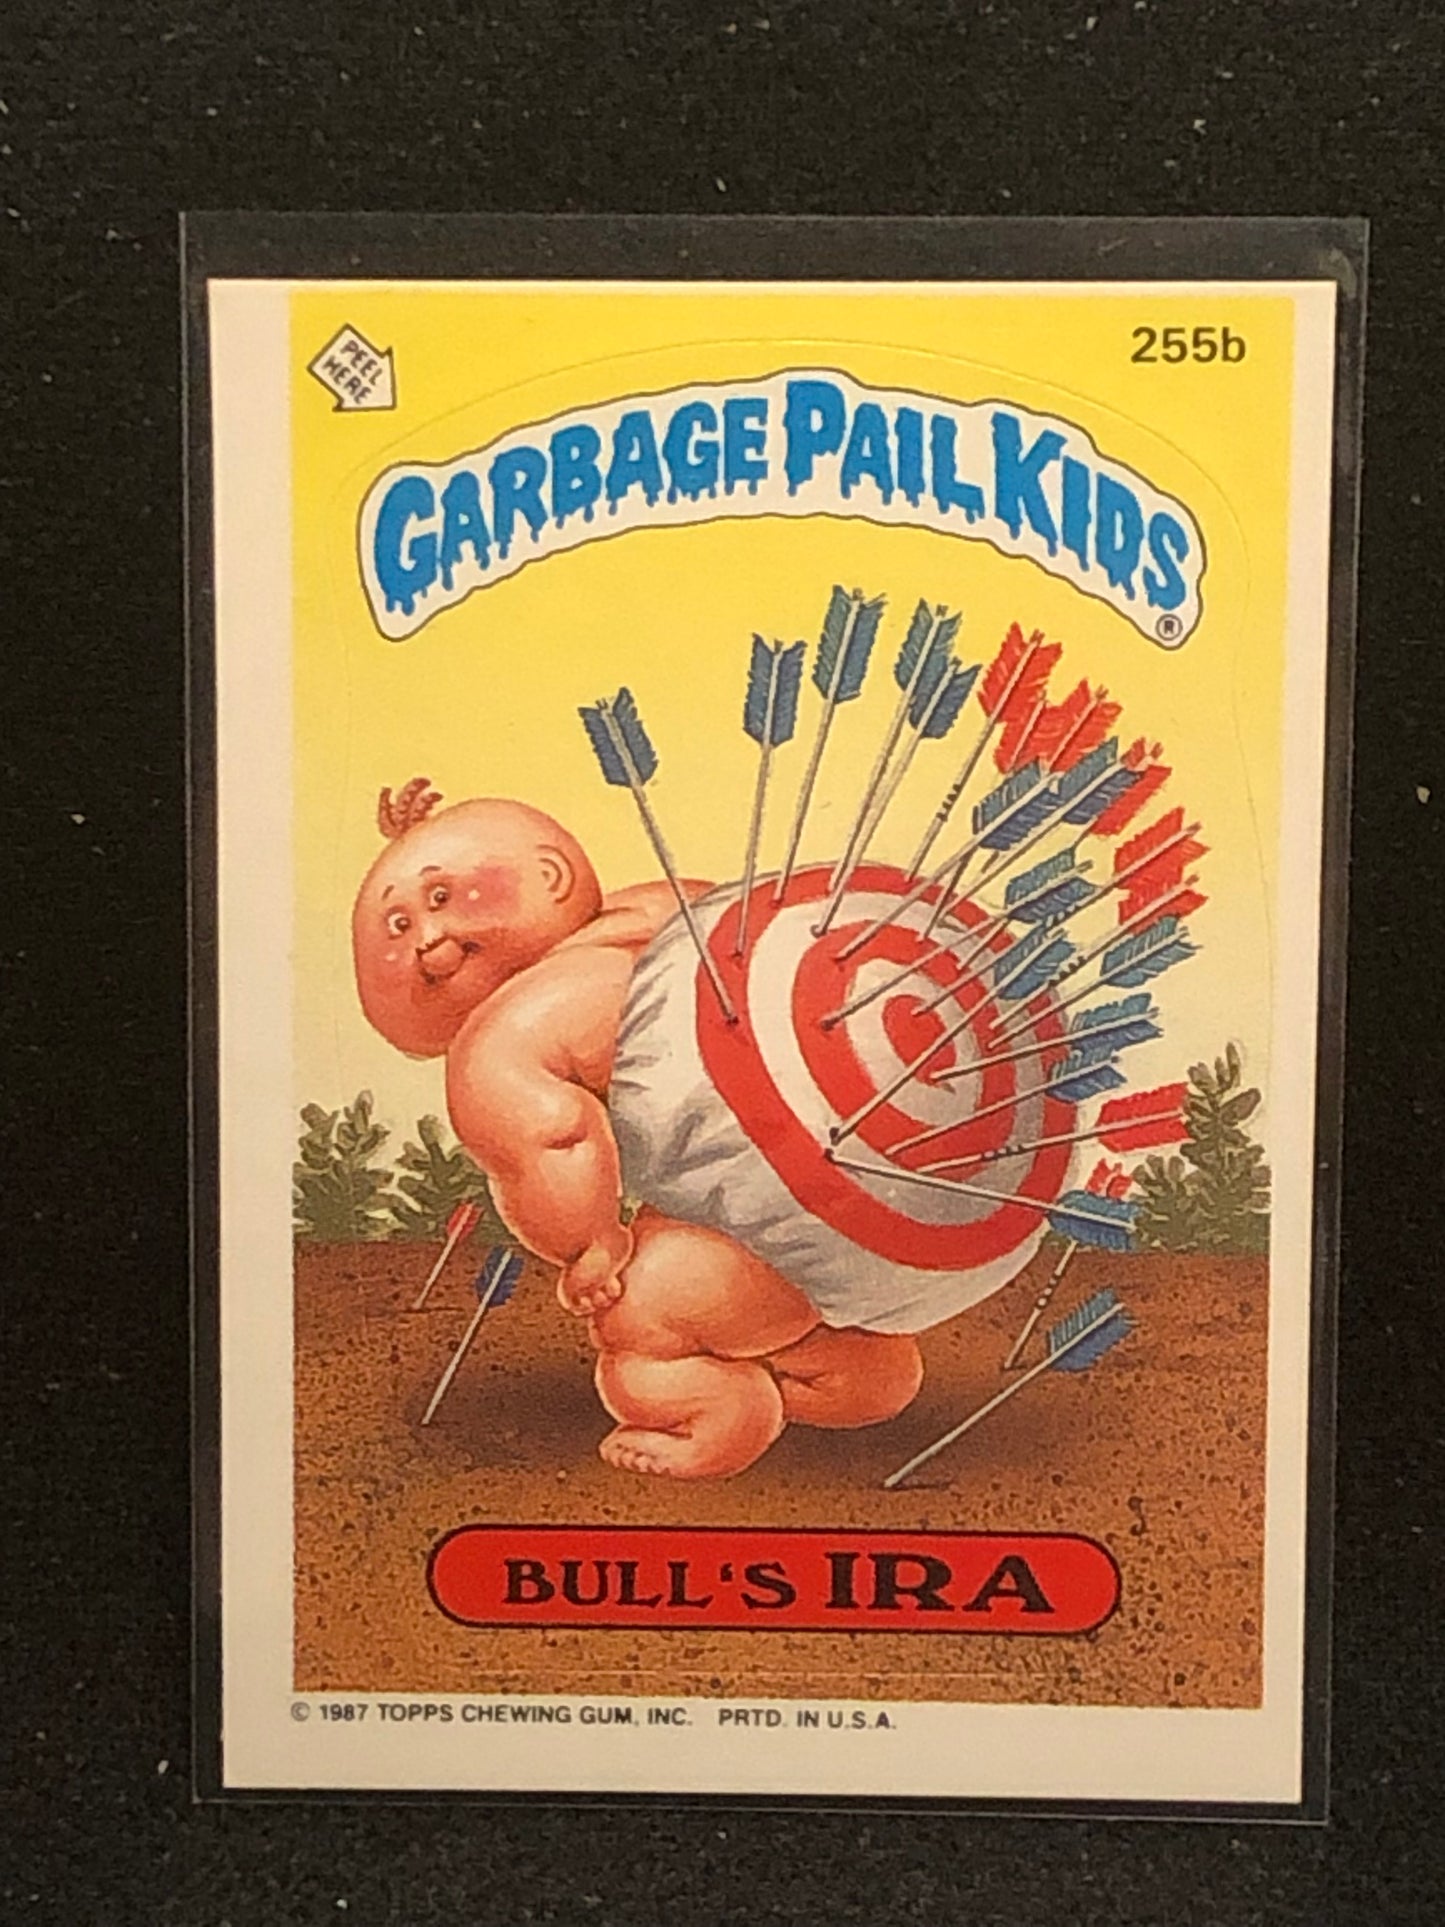 PEEL
HERE
255b
GARBAGE PAIL KIDS
®
BULL'S IRA
© 1987 TOPPS CHEWING GUM, INC. PRTD. IN U.S.A.